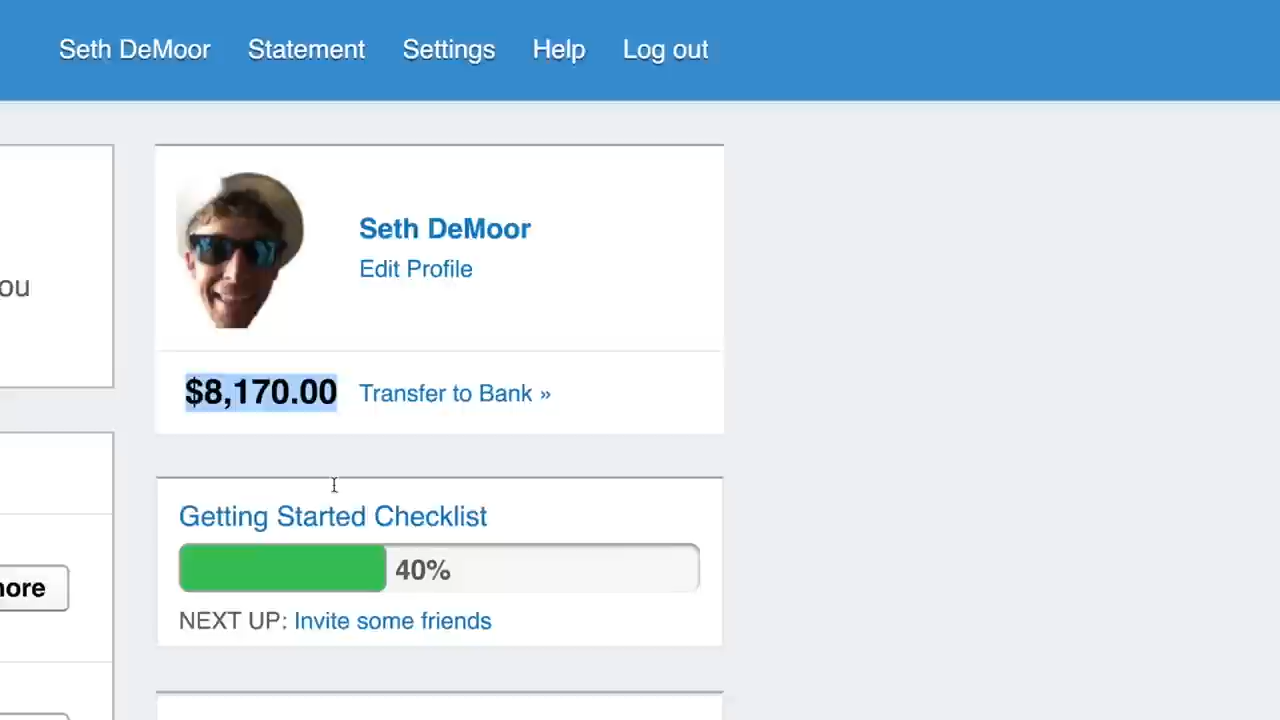 Seth DeMoor Statement Settings Help Log out
Seth DeMoor
Edit Profile
ou
$8,170.00 Transfer to Bank »
Getting Started Checklist
40%
NEXT UP: Invite some friends
nore